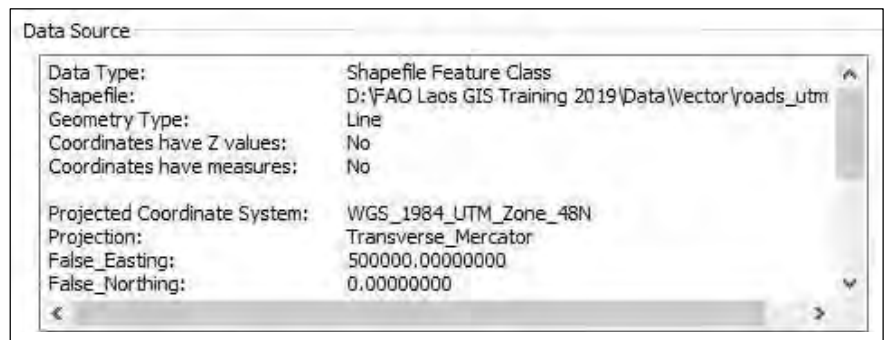 Data Source
Data Type: Shapefile Feature Class
Shapefile: D:\FAO Laos GIS Training 2019\Data\Vector\roads_utm
Geometry Type: Line
Coordinates have Z values: No
Coordinates have measures: No
Projected Coordinate System: WGS_1984_UTM_Zone_48N
Projection: Transverse_Mercator
False_Easting: 500000.00000000
False_Northing: 0.00000000